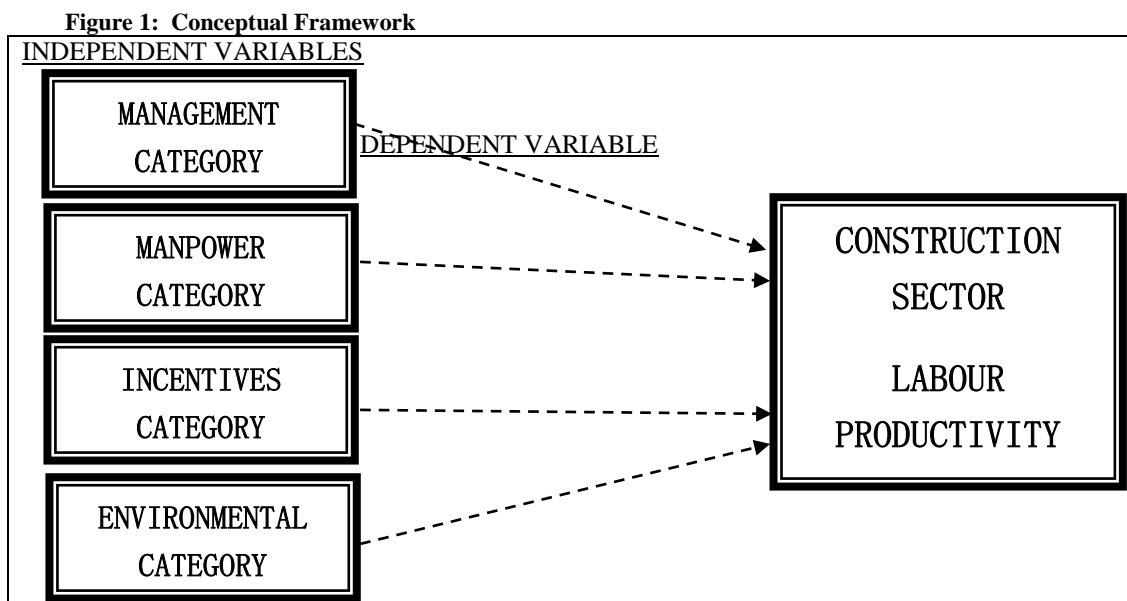 Figure 1: Conceptual Framework
INDEPENDENT VARIABLES
MANAGEMENT
CATEGORY
DEPENDENT VARIABLE
MANPOWER
CATEGORY
INCENTIVES
CATEGORY
ENVIRONMENTAL
CATEGORY
CONSTRUCTION
SECTOR
LABOUR
PRODUCTIVITY